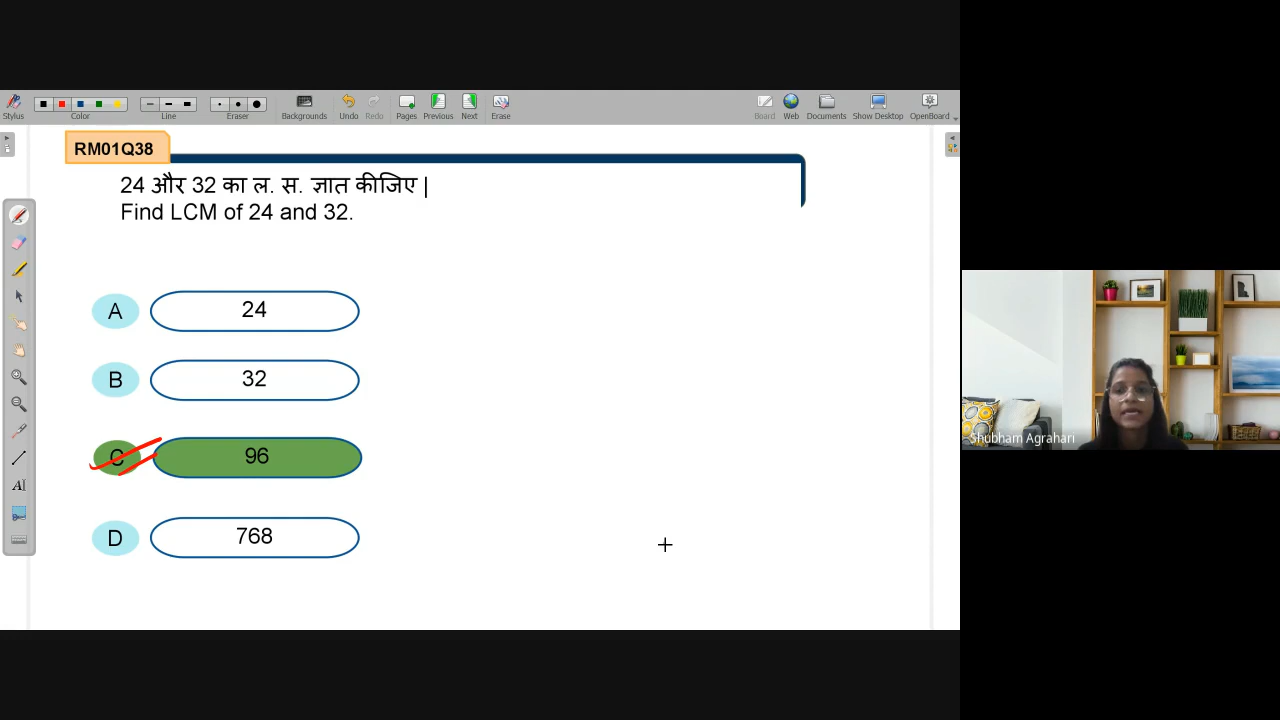 Stylus
Color
Line
Eraser
Backgrounds
Undo
Redo
Pages
Previous
Next
Erase
Board
Web
Documents
Show Desktop
OpenBoard
RM01Q38
24 और 32 का ल. स. ज्ञात कीजिए |
Find LCM of 24 and 32.
A
24
B
32
C
96
D
768
Shubham Agrahari